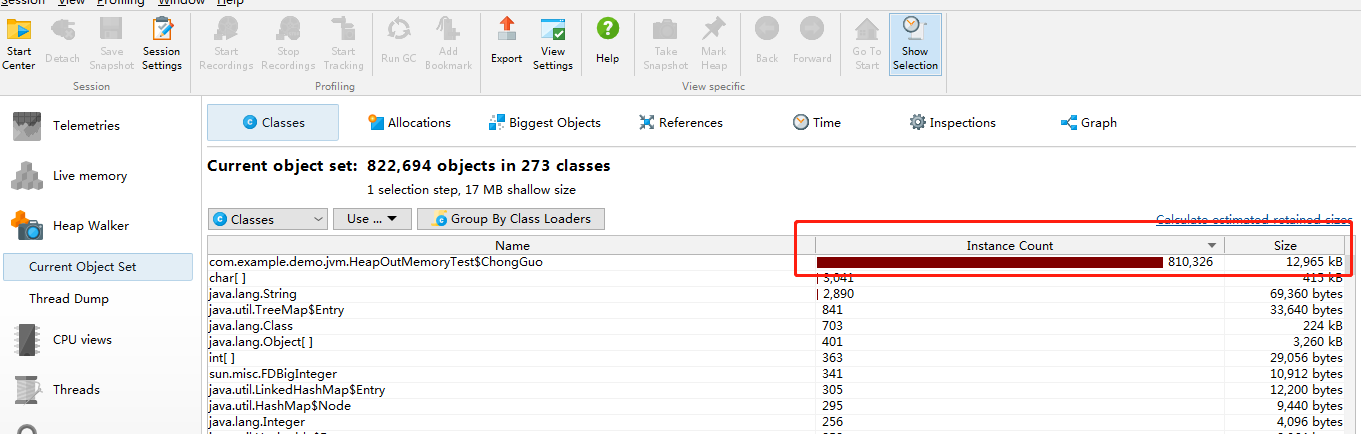 Session View Profiling Window Help
Start Center Detach Save Snapshot Session Settings Start Recordings Stop Recordings Start Tracking Run GC Add Bookmark Export View Settings Help Take Snapshot Mark Heap Back Forward Go To Start Show Selection
Session Profiling View specific
Telemetries
Live memory
Heap Walker
Current Object Set
Thread Dump
CPU views
Threads
Classes Allocations Biggest Objects References Time Inspections Graph
Current object set: 822,694 objects in 273 classes
1 selection step, 17 MB shallow size
Classes Use ... Group By Class Loaders Calculate estimated retained sizes
Name Instance Count Size
com.example.demo.jvm.HeapOutMemoryTest$ChongGuo 810,326 12,965 kB
char[ ] 3,041 415 kB
java.lang.String 2,890 69,360 bytes
java.util.TreeMap$Entry 841 33,640 bytes
java.lang.Class 703 224 kB
java.lang.Object[ ] 401 3,260 kB
int[ ] 363 29,056 bytes
sun.misc.FDBigInteger 341 10,912 bytes
java.util.LinkedHashMap$Entry 305 12,200 bytes
java.util.HashMap$Node 295 9,440 bytes
java.lang.Integer 256 4,096 bytes